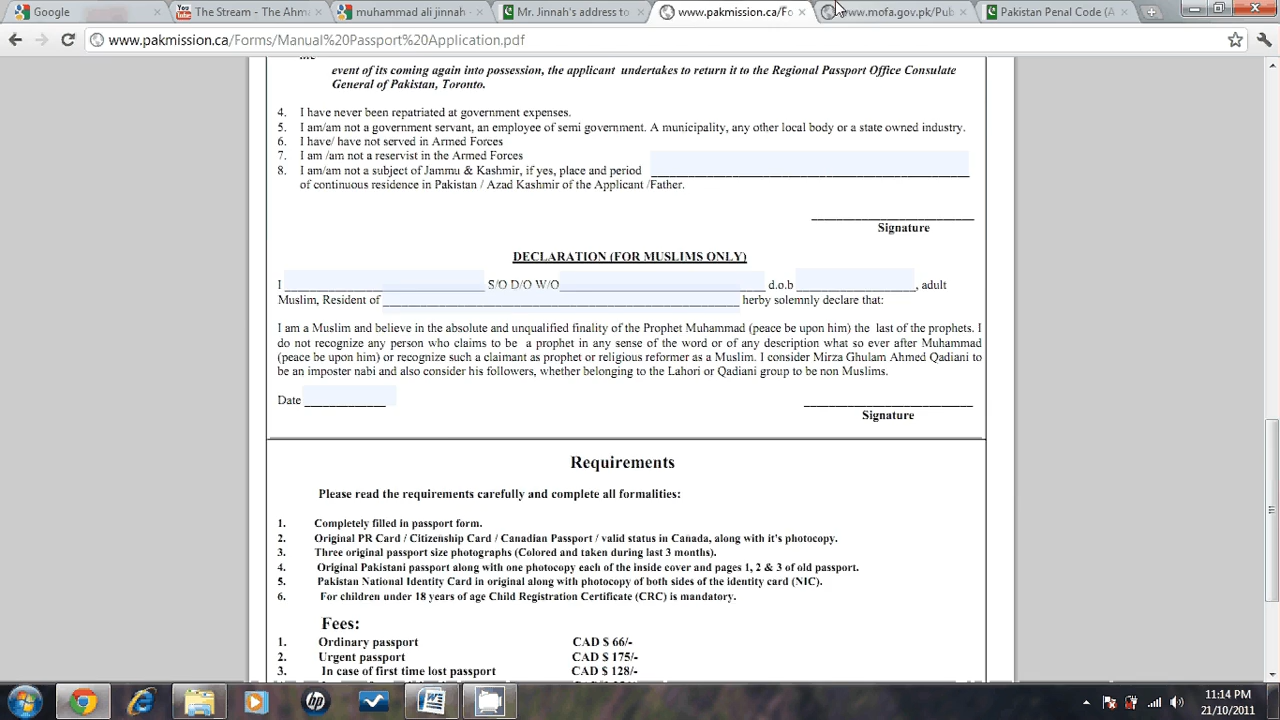 Google
The Stream - The Ahma
muhammad ali jinnah -
Mr. Jinnah's address to
www.pakmission.ca/Fo
www.mofa.gov.pk/Pub
Pakistan Penal Code (A
www.pakmission.ca/Forms/Manual%20Passport%20Application.pdf
event of its coming again into possession, the applicant undertakes to return it to the Regional Passport Office Consulate
General of Pakistan, Toronto.
4. I have never been repatriated at government expenses.
5. I am/am not a government servant, an employee of semi government. A municipality, any other local body or a state owned industry.
6. I have/ have not served in Armed Forces
7. I am /am not a reservist in the Armed Forces
8. I am/am not a subject of Jammu & Kashmir, if yes, place and period
of continuous residence in Pakistan / Azad Kashmir of the Applicant /Father.
Signature
DECLARATION (FOR MUSLIMS ONLY)
I S/O D/O W/O d.o.b , adult
Muslim, Resident of herby solemnly declare that:
I am a Muslim and believe in the absolute and unqualified finality of the Prophet Muhammad (peace be upon him) the last of the prophets. I
do not recognize any person who claims to be a prophet in any sense of the word or of any description what so ever after Muhammad
(peace be upon him) or recognize such a claimant as prophet or religious reformer as a Muslim. I consider Mirza Ghulam Ahmed Qadiani to
be an imposter nabi and also consider his followers, whether belonging to the Lahori or Qadiani group to be non Muslims.
Date
Signature
Requirements
Please read the requirements carefully and complete all formalities:
1. Completely filled in passport form.
2. Original PR Card / Citizenship Card / Canadian Passport / valid status in Canada, along with it's photocopy.
3. Three original passport size photographs (Colored and taken during last 3 months).
4. Original Pakistani passport along with one photocopy each of the inside cover and pages 1, 2 & 3 of old passport.
5. Pakistan National Identity Card in original along with photocopy of both sides of the identity card (NIC).
6. For children under 18 years of age Child Registration Certificate (CRC) is mandatory.
Fees:
1. Ordinary passport CAD $ 66/-
2. Urgent passport CAD $ 175/-
3. In case of first time lost passport CAD $ 128/-
11:14 PM
21/10/2011